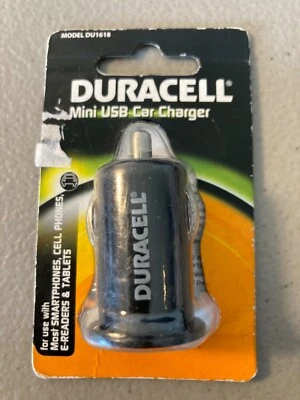 MODEL DU1618
DURACELL
Mini USB Car Charger
DURACELL
for use with
Most SMARTPHONES, CELL PHONES,
E-READERS & TABLETS